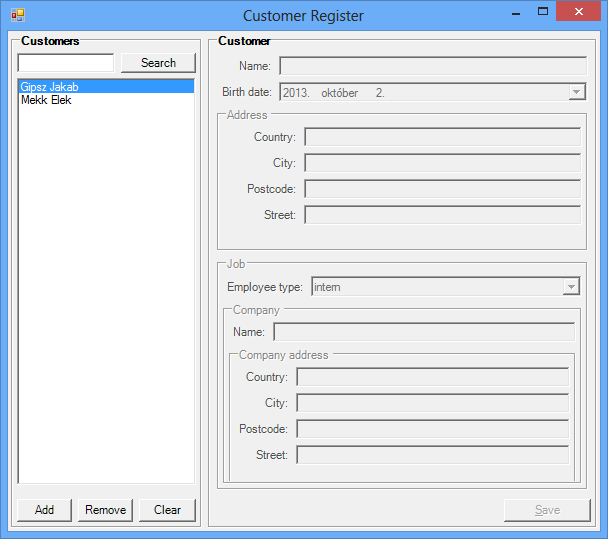 Customer Register
Customers
Search
Gipsz Jakab
Mekk Elek
Add Remove Clear
Customer
Name:
Birth date: 2013. október 2.
Address
Country:
City:
Postcode:
Street:
Job
Employee type: intern
Company
Name:
Company address
Country:
City:
Postcode:
Street:
Save